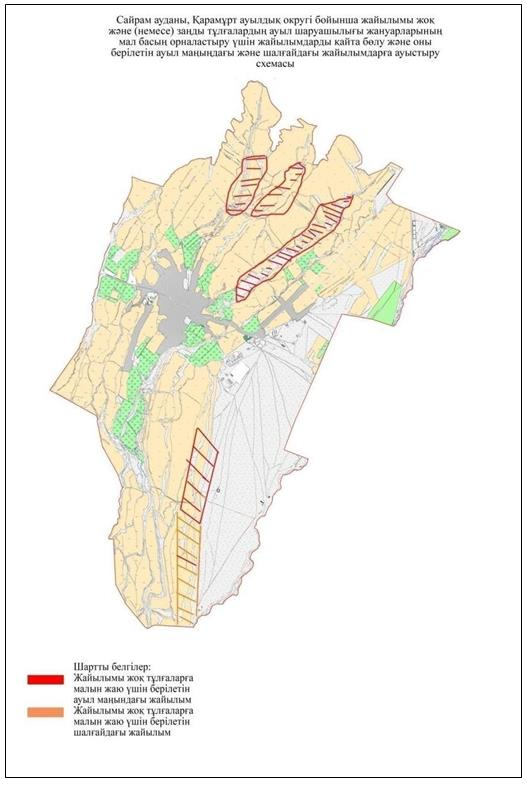 Сайрам ауданы, Қарамұрт ауылдық округі бойынша жайылымы жоқ
және (немесе) заңды тұлғалардың ауыл шаруашылығы жануарларының
мал басың орналастыру үшін жайылымдарды қайта бөлу және оны
берілетін ауыл маңындағы және шалғайдағы жайылымдарға ауыстыру
схемасы
Шартты белгілер:
Жайылымы жоқ тұлғаларға
малын жаю үшін берілетін
ауыл маңындағы жайылым
Жайылымы жоқ тұлғаларға
малын жаю үшін берілетін
шалғайдағы жайылым